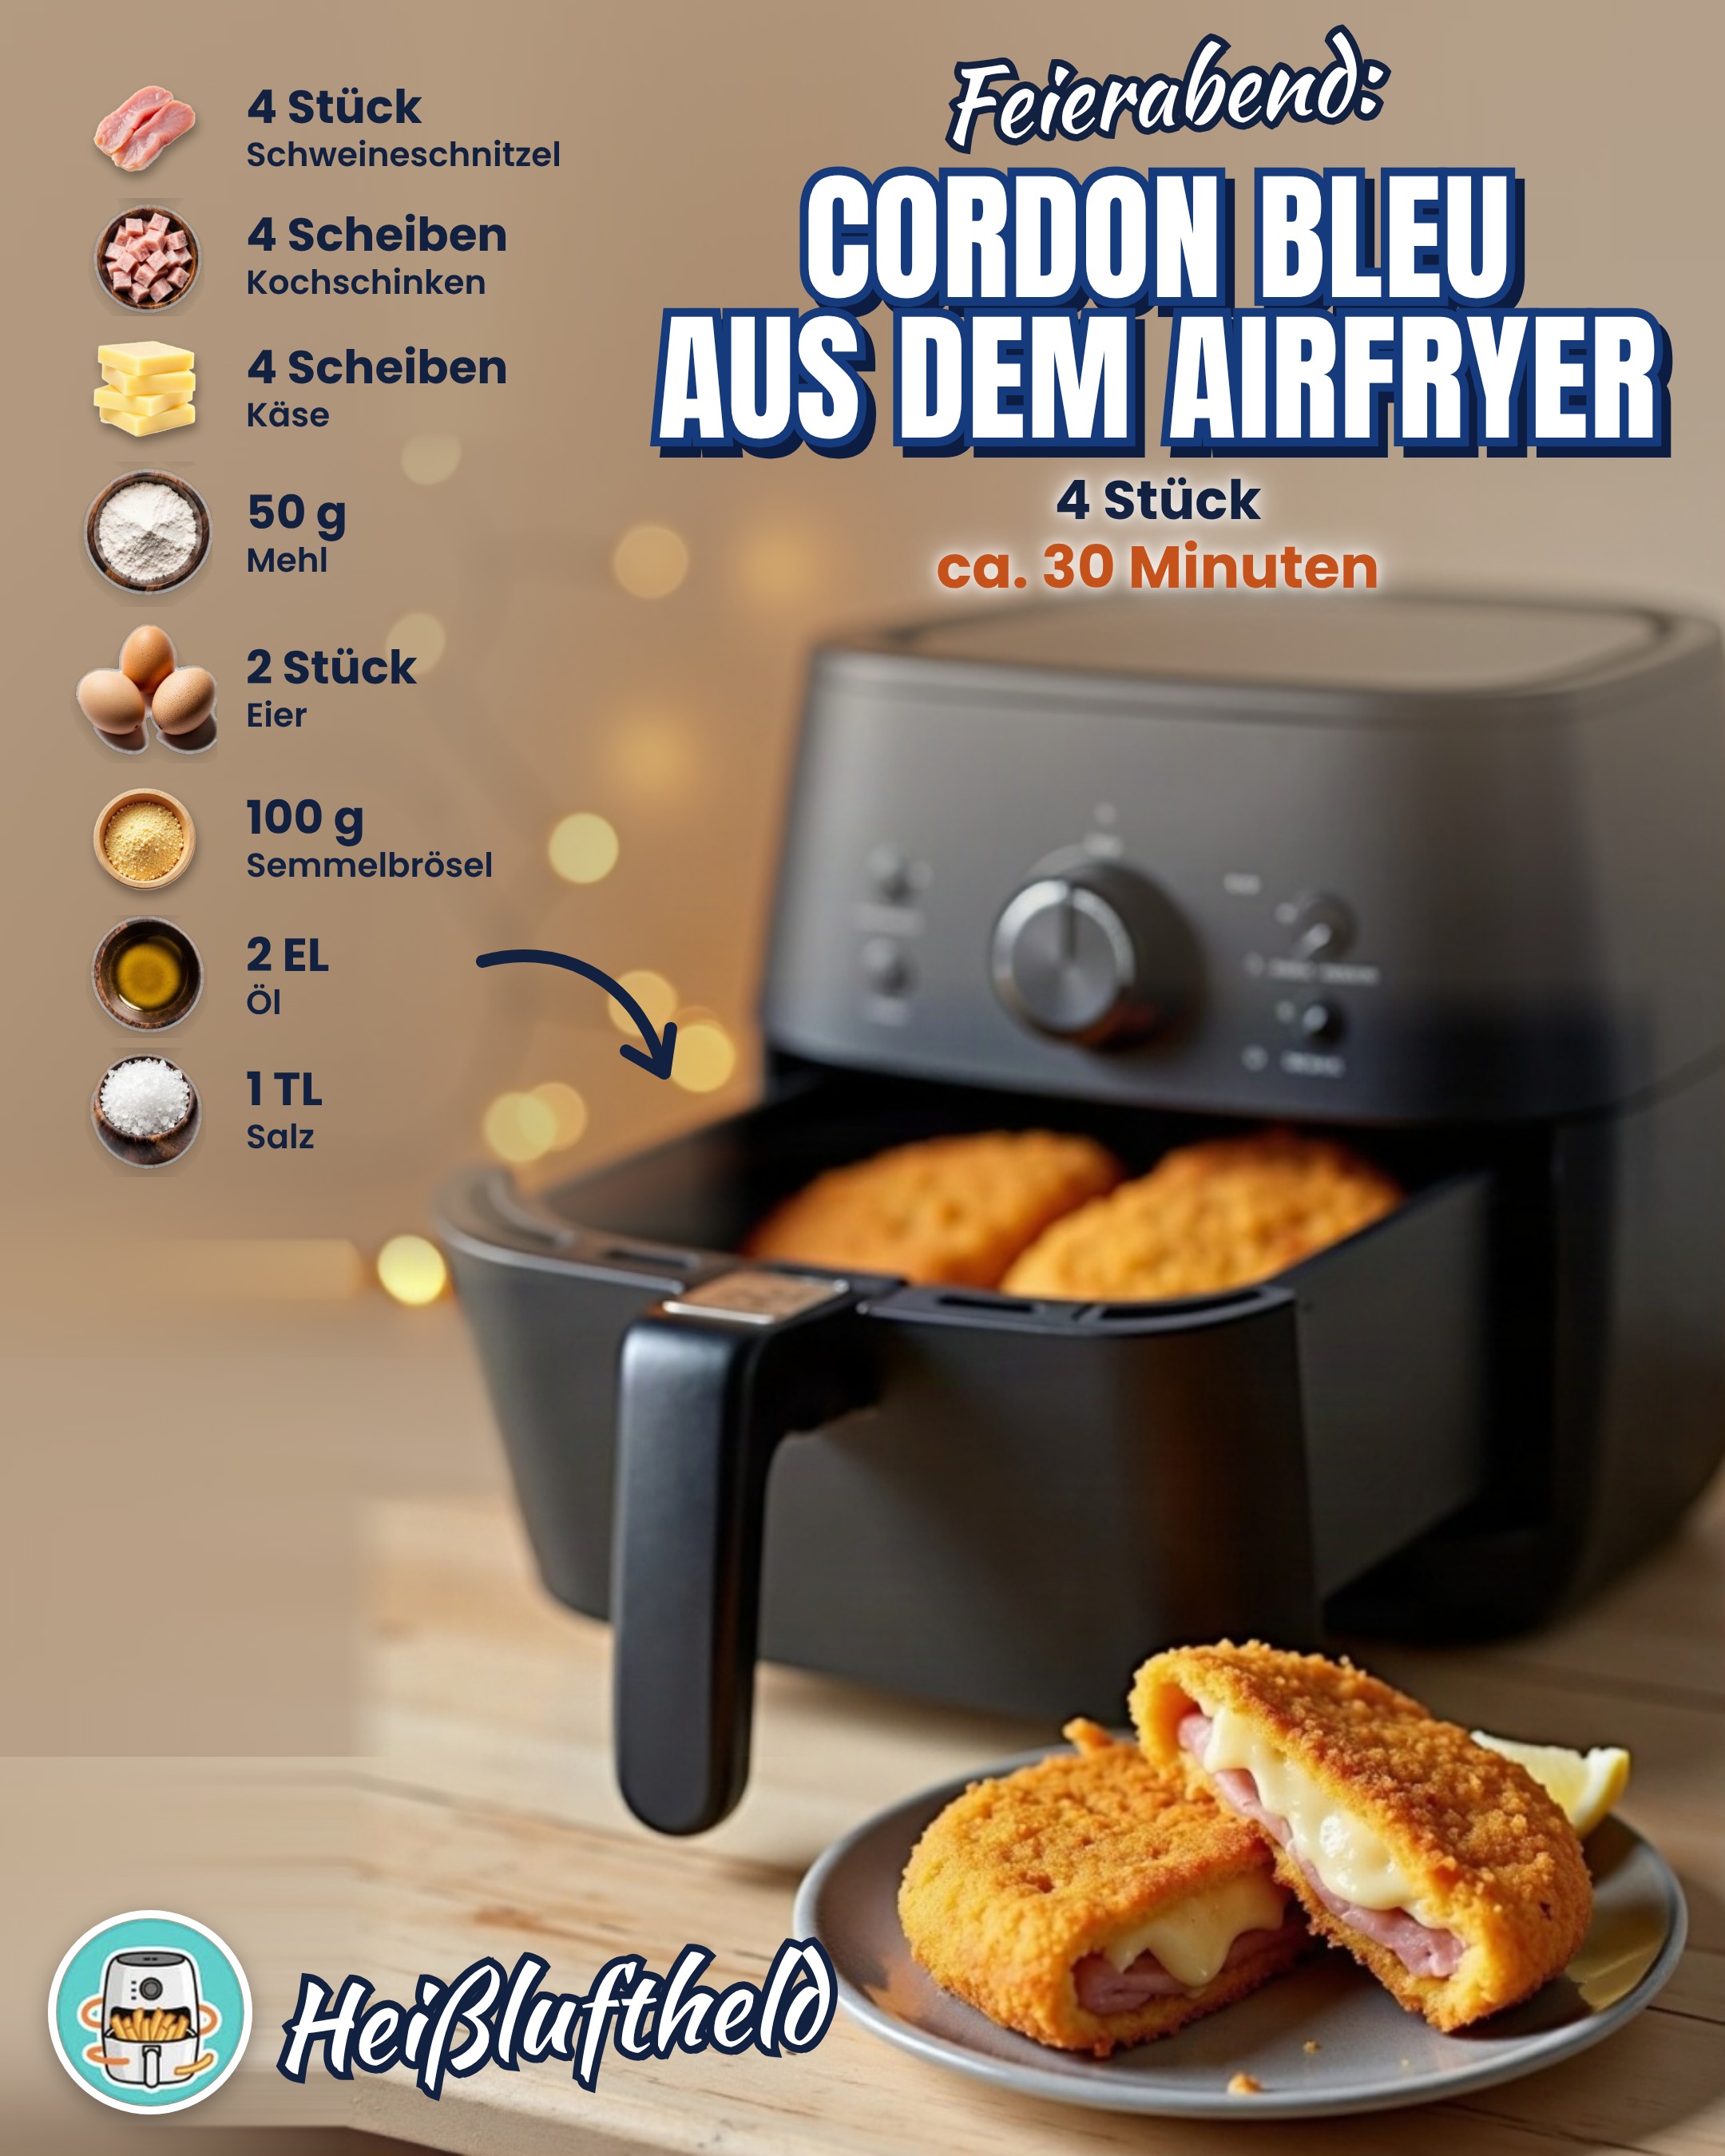 Feierabend:
CORDON BLEU
AUS DEM AIRFRYER
4 Stück
ca. 30 Minuten
4 Stück
Schweineschnitzel
4 Scheiben
Kochschinken
4 Scheiben
Käse
50 g
Mehl
2 Stück
Eier
100 g
Semmelbrösel
2 EL
Öl
1 TL
Salz
Heißluftheld